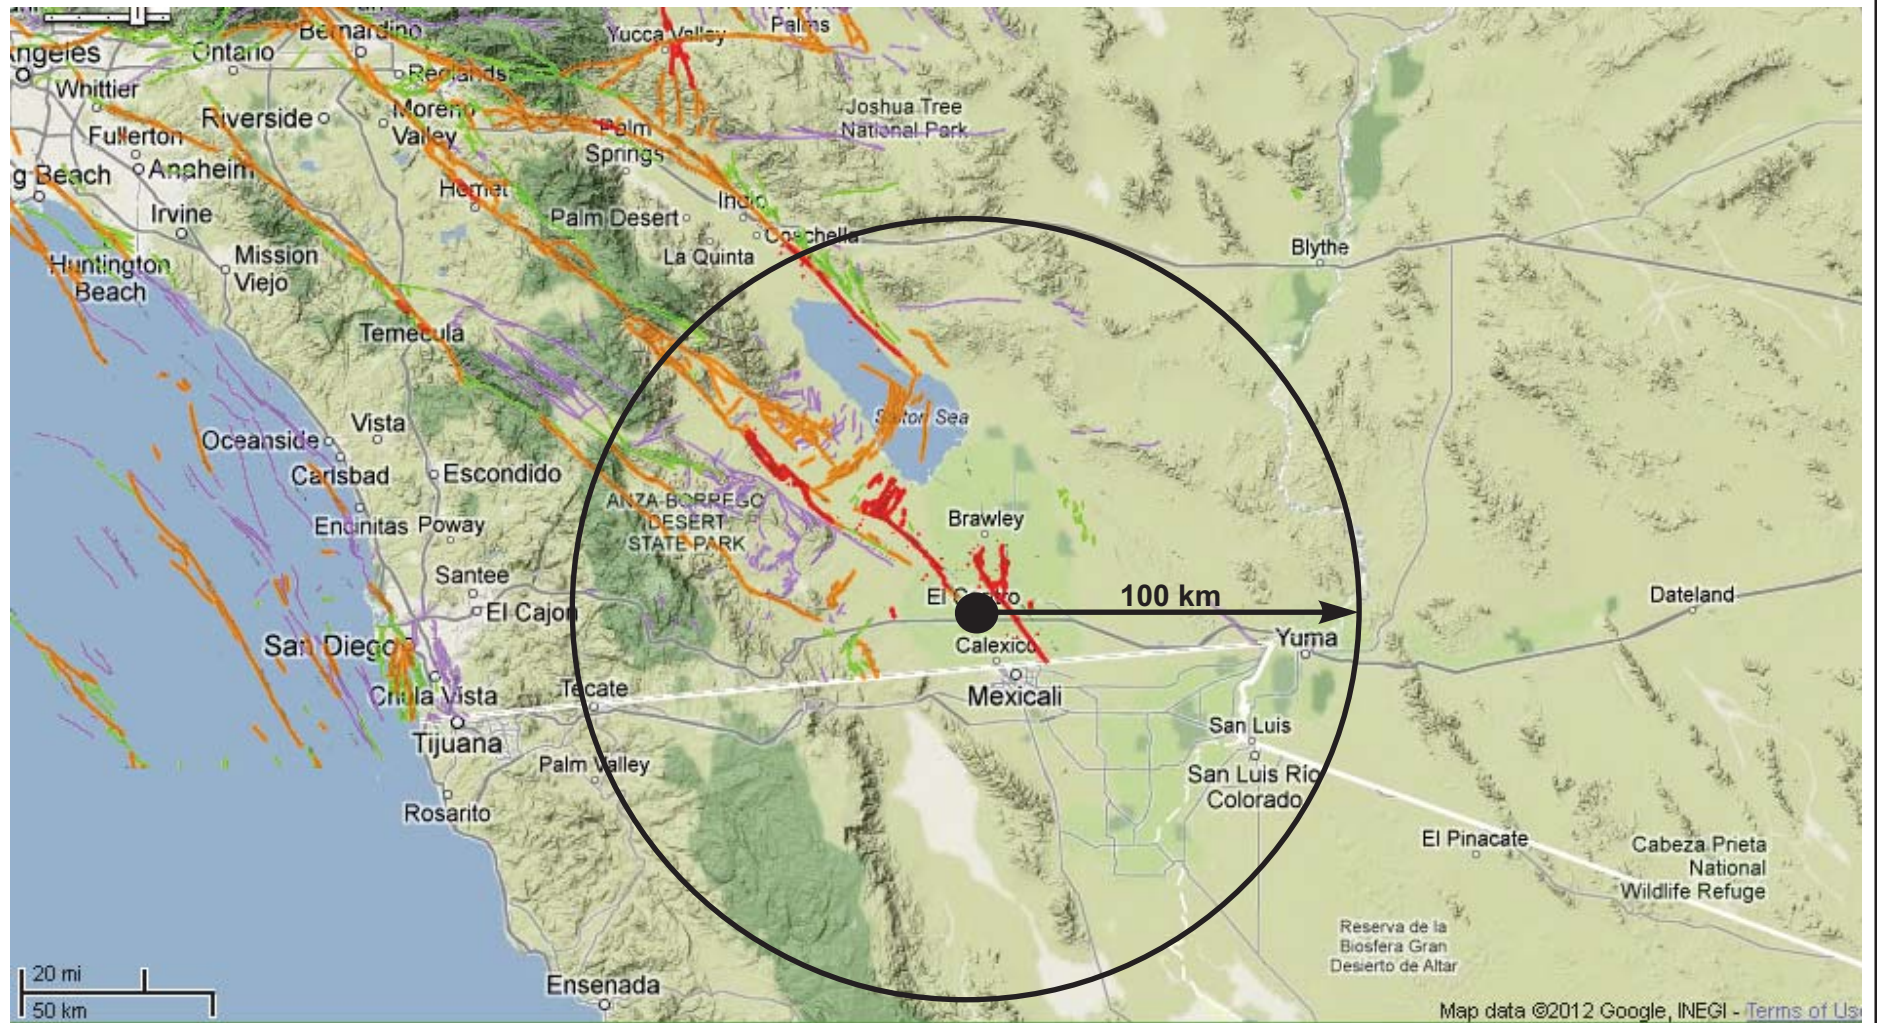 Bernardino
Yucca Valley
Palms
Angeles
Ontario
Redlands
Whittier
Riverside
Moreno
Valley
Joshua Tree
National Park
Fullerton
Palm
Springs
Anaheim
g Beach
Hemet
Irvine
Palm Desert
Indio
Coachella
Mission
Viejo
La Quinta
Blythe
Huntington
Beach
Temecula
Salton Sea
Vista
Oceanside
Carlsbad
Escondido
ANZA-BORREGO
DESERT
STATE PARK
Encinitas
Poway
Brawley
Santee
El Cajon
El Centro
100 km
Dateland
San Diego
Calexico
Yuma
Chula Vista
Tecate
Mexicali
Tijuana
San Luis
Palm Valley
San Luis Rio
Colorado
Rosarito
El Pinacate
Cabeza Prieta
National
Wildlife Refuge
Reserva de la
Biosfera Gran
Desierto de Altar
Ensenada
20 mi
50 km
Map data ©2012 Google, INEGI - Terms of Us